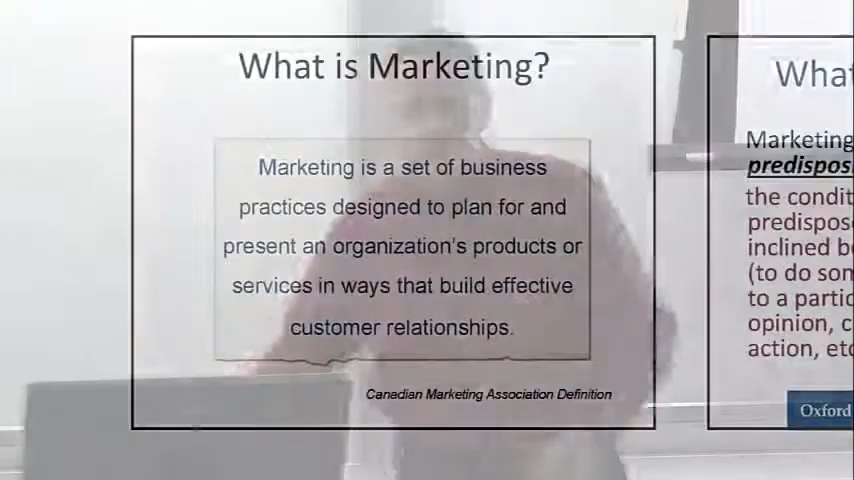 What is Marketing?
Marketing is a set of business
practices designed to plan for and
present an organization's products or
services in ways that build effective
customer relationships.
Canadian Marketing Association Definition
What
Marketing
predispos
the condit
predispos
inclined b
(to do som
to a partic
opinion, c
action, etc
Oxford